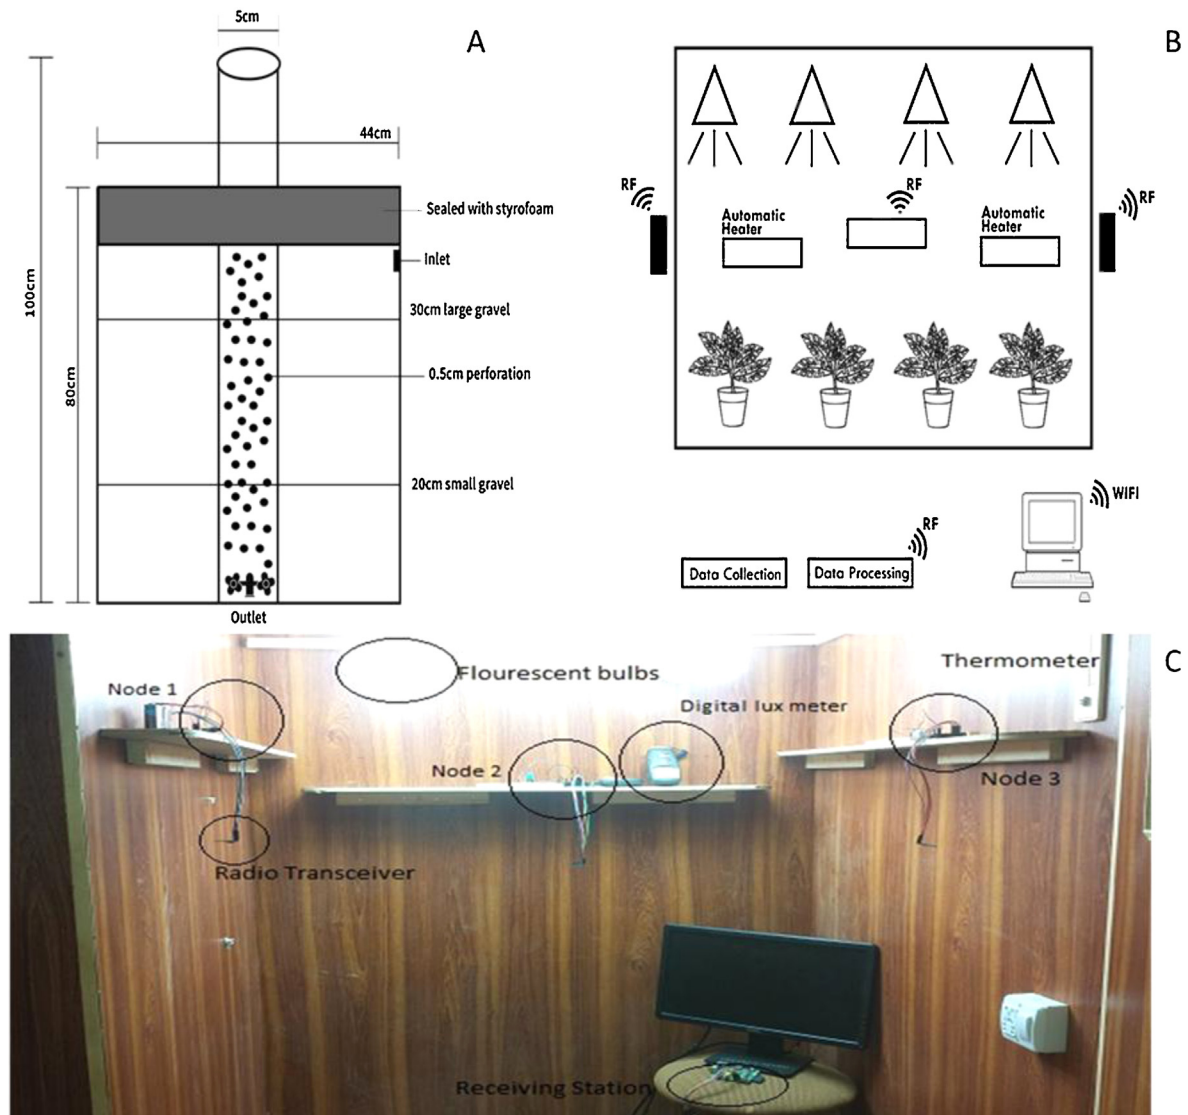 5cm
A
44cm
Sealed with styrofoam
Inlet
30cm large gravel
0.5cm perforation
20cm small gravel
100cm
80cm
Outlet
B
RF
RF
RF
Automatic
Heater
Automatic
Heater
RF
WIFI
Data Collection
Data Processing
C
Node 1
Flourescent bulbs
Thermometer
Digital lux meter
Node 2
Node 3
Radio Transceiver
Receiving Station